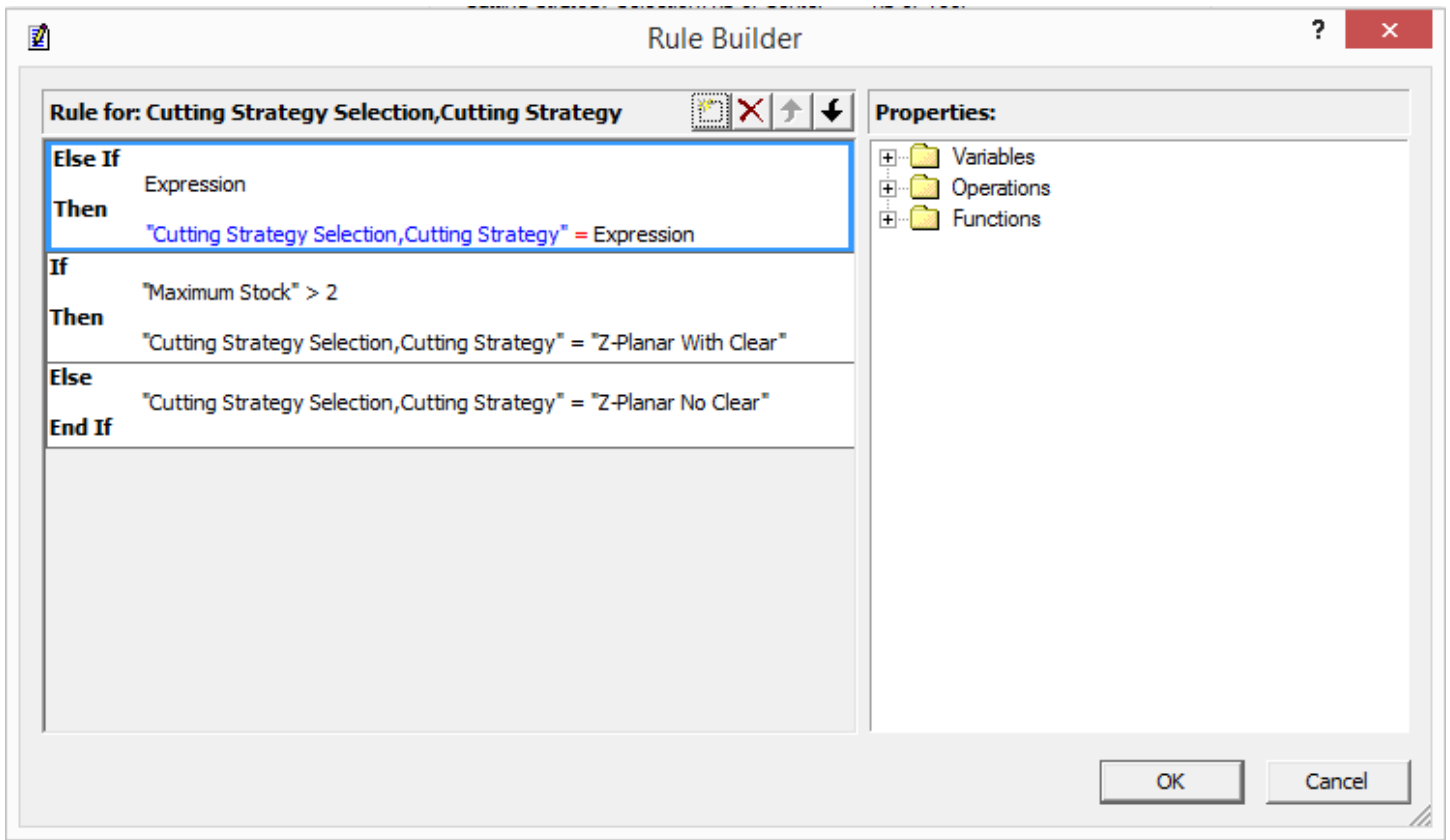 Rule Builder
?
Rule for: Cutting Strategy Selection,Cutting Strategy
Properties:
Else If
Expression
Then
"Cutting Strategy Selection,Cutting Strategy" = Expression
If
"Maximum Stock" > 2
Then
"Cutting Strategy Selection,Cutting Strategy" = "Z-Planar With Clear"
Else
"Cutting Strategy Selection,Cutting Strategy" = "Z-Planar No Clear"
End If
Variables
Operations
Functions
OK
Cancel